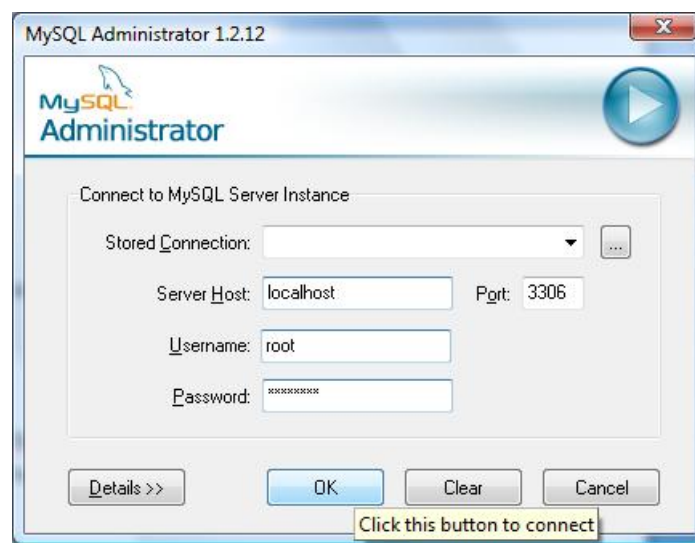 MySQL Administrator 1.2.12
MySQL
Administrator
Connect to MySQL Server Instance
Stored Connection:
...
Server Host: localhost Port: 3306
Username: root
Password: ********
Details >> OK Clear Cancel
Click this button to connect